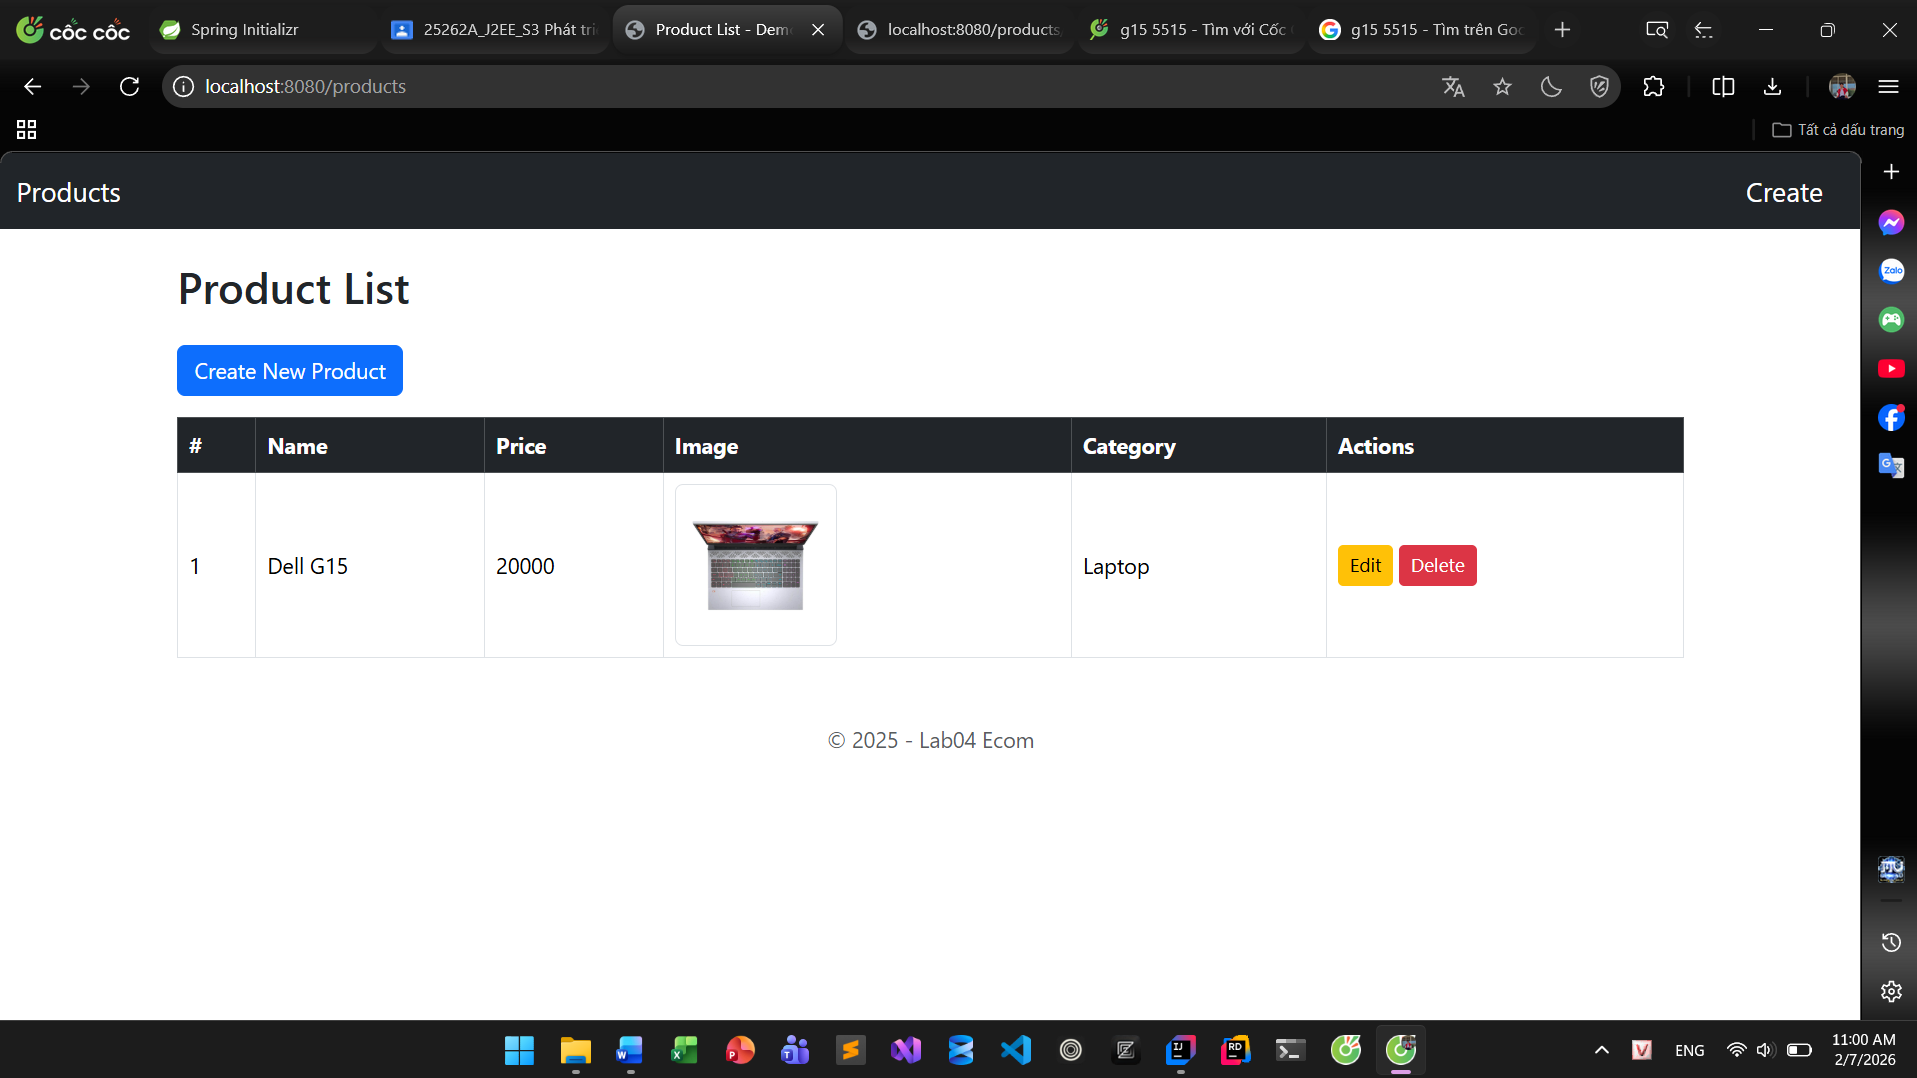 cốc cốc
Spring Initializr
25262A_J2EE_S3 Phát tri
Product List - Dem
localhost:8080/products
g15 5515 - Tìm với Cốc
g15 5515 - Tìm trên Goo
localhost:8080/products
Tất cả dấu trang
Products
Create
Product List
Create New Product
# Name Price Image Category Actions
1 Dell G15 20000 Laptop Edit Delete
© 2025 - Lab04 Ecom
Zalo
ENG
11:00 AM
2/7/2026